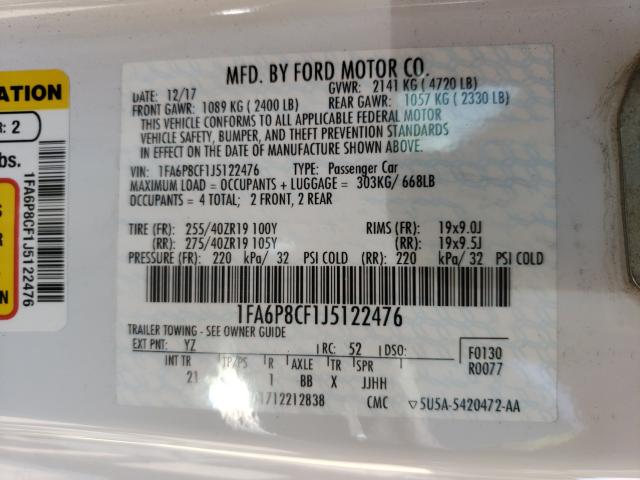 ATION
R: 2
bs.
N
1FA6P8CF1J5122476
MFD. BY FORD MOTOR CO.
DATE: 12/17 GVWR: 2141 KG ( 4720 LB)
FRONT GAWR: 1089 KG ( 2400 LB) REAR GAWR: 1057 KG ( 2330 LB)
THIS VEHICLE CONFORMS TO ALL APPLICABLE FEDERAL MOTOR
VEHICLE SAFETY, BUMPER, AND THEFT PREVENTION STANDARDS
IN EFFECT ON THE DATE OF MANUFACTURE SHOWN ABOVE.
VIN: 1FA6P8CF1J5122476 TYPE: Passenger Car
MAXIMUM LOAD = OCCUPANTS + LUGGAGE = 303KG/ 668LB
OCCUPANTS = 4 TOTAL; 2 FRONT, 2 REAR
TIRE (FR): 255/40ZR19 100Y RIMS (FR): 19x9.0J
(RR): 275/40ZR19 105Y (RR): 19x9.5J
PRESSURE (FR): 220 kPa/ 32 PSI COLD (RR): 220 kPa/ 32 PSI COLD
1FA6P8CF1J5122476
TRAILER TOWING - SEE OWNER GUIDE
EXT PNT: YZ RC: 52 DSO: F0130
INT TR TP/PS R AXLE TR SPR R0077
21 1 BB X JJHH
1712212838 CMC 5U5A-5420472-AA